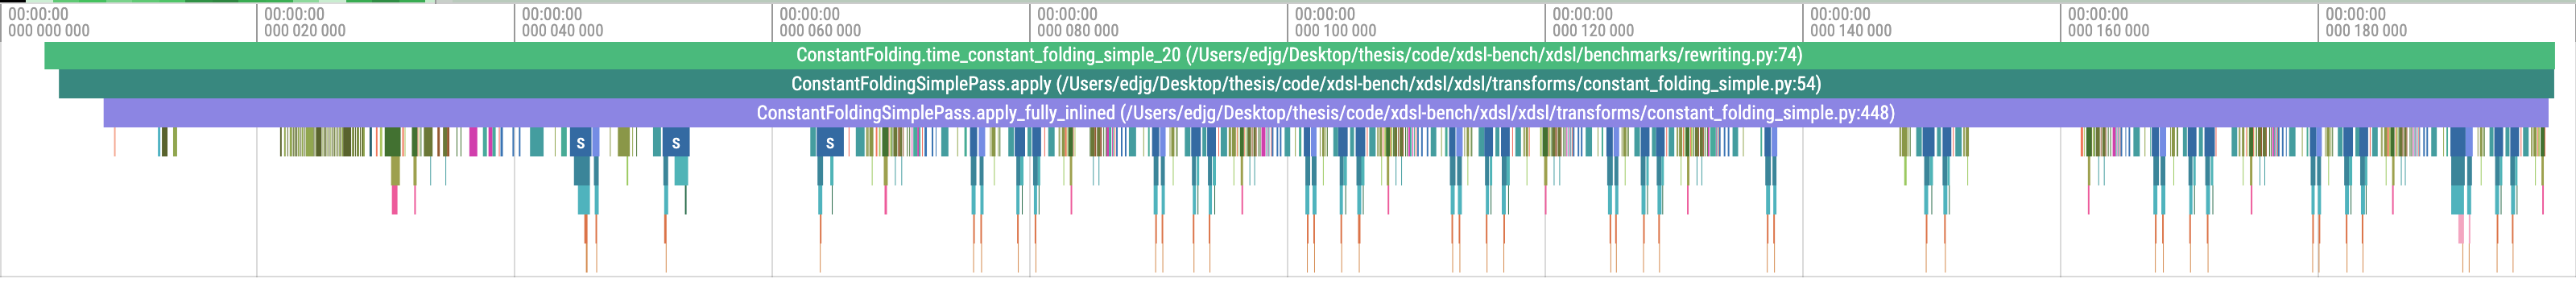 00:00:00 00:00:00 00:00:00 00:00:00 00:00:00 00:00:00 00:00:00 00:00:00 00:00:00 00:00:00
000 000 000 000 020 000 000 040 000 000 060 000 000 080 000 000 100 000 000 120 000 000 140 000 000 160 000 000 180 000
ConstantFolding.time_constant_folding_simple_20 (/Users/edjg/Desktop/thesis/code/xdsl-bench/xdsl/benchmarks/rewriting.py:74)
ConstantFoldingSimplePass.apply (/Users/edjg/Desktop/thesis/code/xdsl-bench/xdsl/xdsl/transforms/constant_folding_simple.py:54)
ConstantFoldingSimplePass.apply_fully_inlined (/Users/edjg/Desktop/thesis/code/xdsl-bench/xdsl/xdsl/transforms/constant_folding_simple.py:448)
S S S